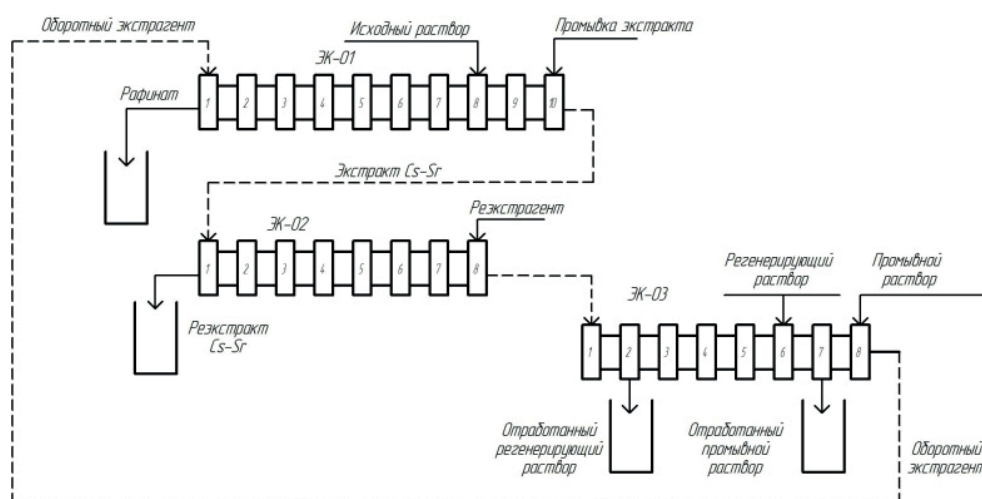 Оборотный экстрагент
Исходный раствор
Промывка экстракта
ЭК-01
Рафинат
1 2 3 4 5 6 7 8 9 10
Экстракт Cs-Sr
ЭК-02
Реэкстрагент
1 2 3 4 5 6 7 8
Реэкстракт
Cs-Sr
Регенерирующий
раствор
Промывной
раствор
ЭК-03
1 2 3 4 5 6 7 8
Отработанный
регенерирующий
раствор
Отработанный
промывной
раствор
Оборотный
экстрагент